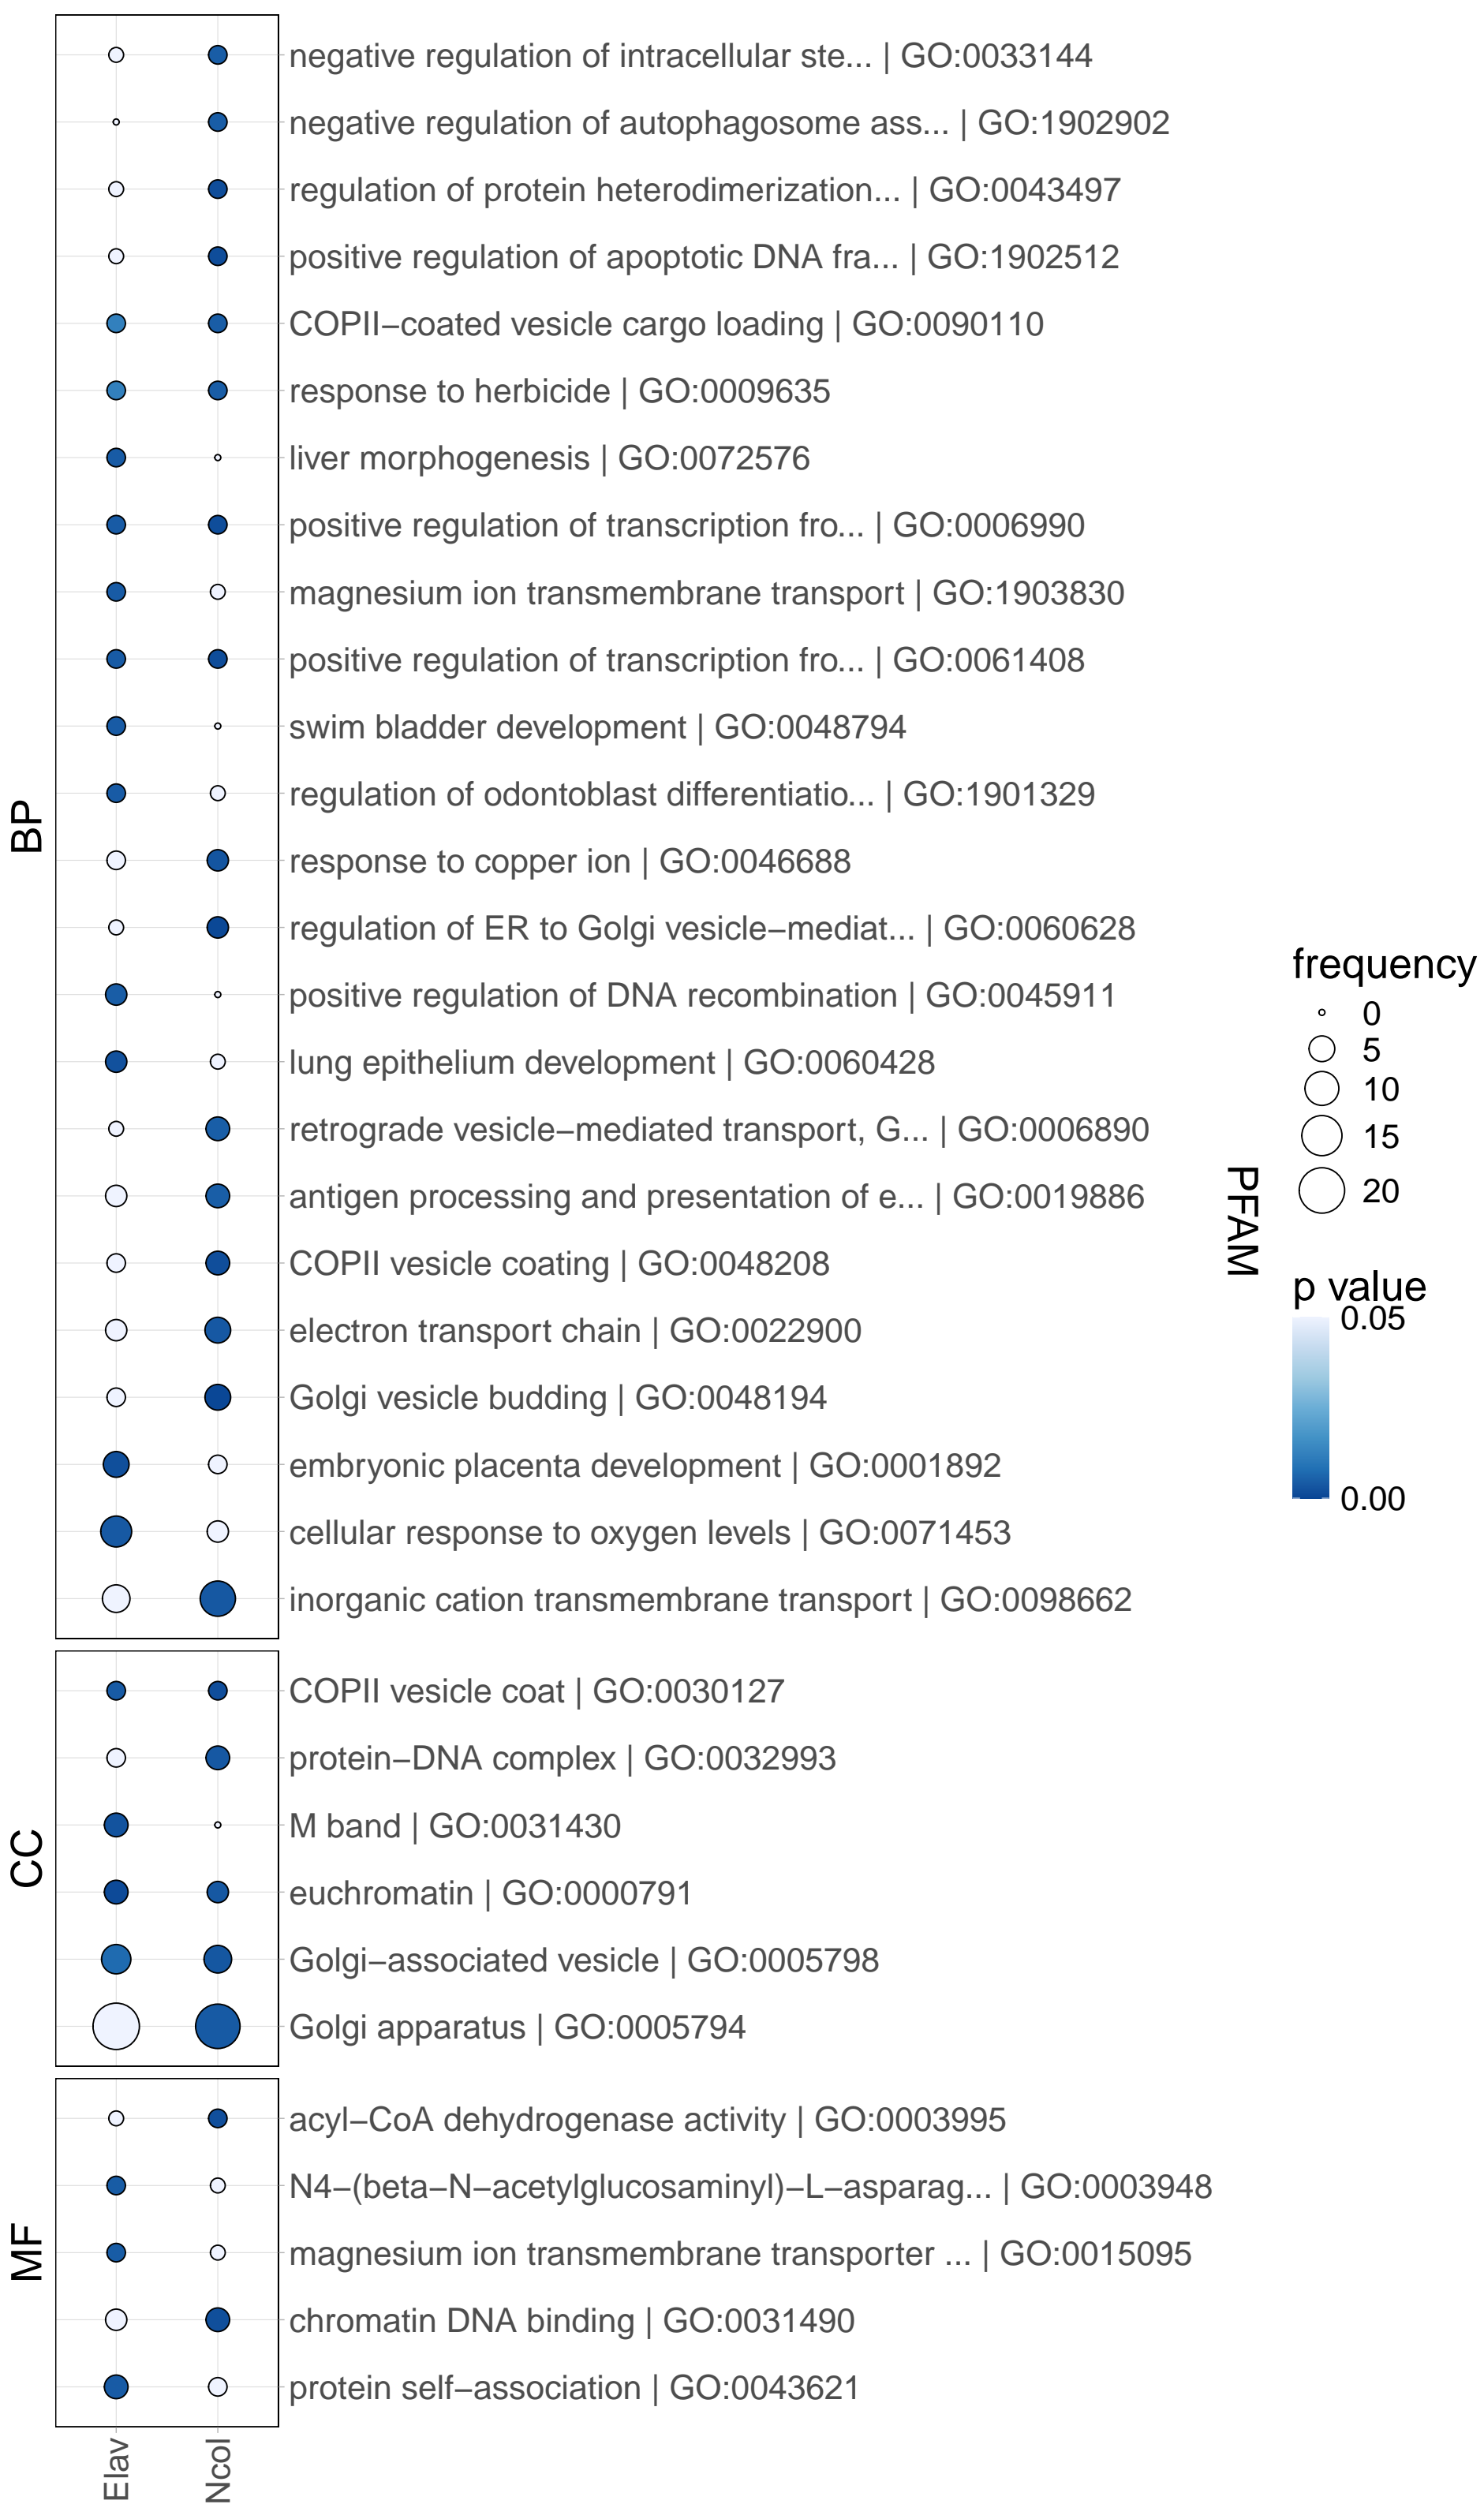 BP
negative regulation of intracellular ste... | GO:0033144
negative regulation of autophagosome ass... | GO:1902902
regulation of protein heterodimerization... | GO:0043497
positive regulation of apoptotic DNA fra... | GO:1902512
COPII−coated vesicle cargo loading | GO:0090110
response to herbicide | GO:0009635
liver morphogenesis | GO:0072576
positive regulation of transcription fro... | GO:0006990
magnesium ion transmembrane transport | GO:1903830
positive regulation of transcription fro... | GO:0061408
swim bladder development | GO:0048794
regulation of odontoblast differentiatio... | GO:1901329
response to copper ion | GO:0046688
regulation of ER to Golgi vesicle−mediat... | GO:0060628
positive regulation of DNA recombination | GO:0045911
lung epithelium development | GO:0060428
retrograde vesicle−mediated transport, G... | GO:0006890
antigen processing and presentation of e... | GO:0019886
COPII vesicle coating | GO:0048208
electron transport chain | GO:0022900
Golgi vesicle budding | GO:0048194
embryonic placenta development | GO:0001892
cellular response to oxygen levels | GO:0071453
inorganic cation transmembrane transport | GO:0098662
CC
COPII vesicle coat | GO:0030127
protein−DNA complex | GO:0032993
M band | GO:0031430
euchromatin | GO:0000791
Golgi−associated vesicle | GO:0005798
Golgi apparatus | GO:0005794
MF
acyl−CoA dehydrogenase activity | GO:0003995
N4−(beta−N−acetylglucosaminyl)−L−asparag... | GO:0003948
magnesium ion transmembrane transporter ... | GO:0015095
chromatin DNA binding | GO:0031490
protein self−association | GO:0043621
Elav
Ncol
PFAM
frequency
0
5
10
15
20
p value
0.05
0.00